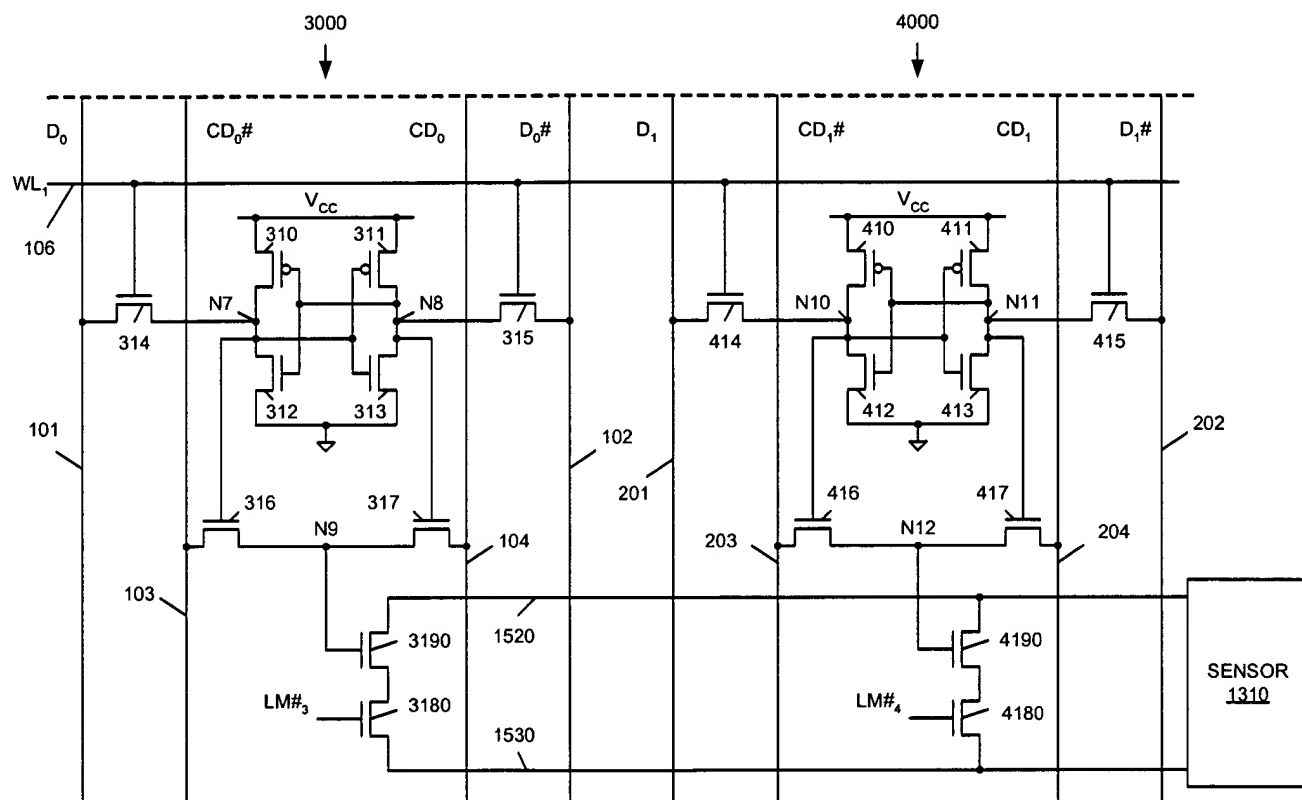 3000 4000
D₀ CD₀# CD₀ D₀# D₁ CD₁# CD₁ D₁#
WL₁
V_CC V_CC
106 310 311 410 411
N7 N8 N10 N11
314 315 414 415
312 313 412 413
101 102 201 202
316 317 416 417
N9 N12
104 203 204
103
1520
3190 4190
SENSOR
1310
LM#₃ 3180 LM#₄ 4180
1530